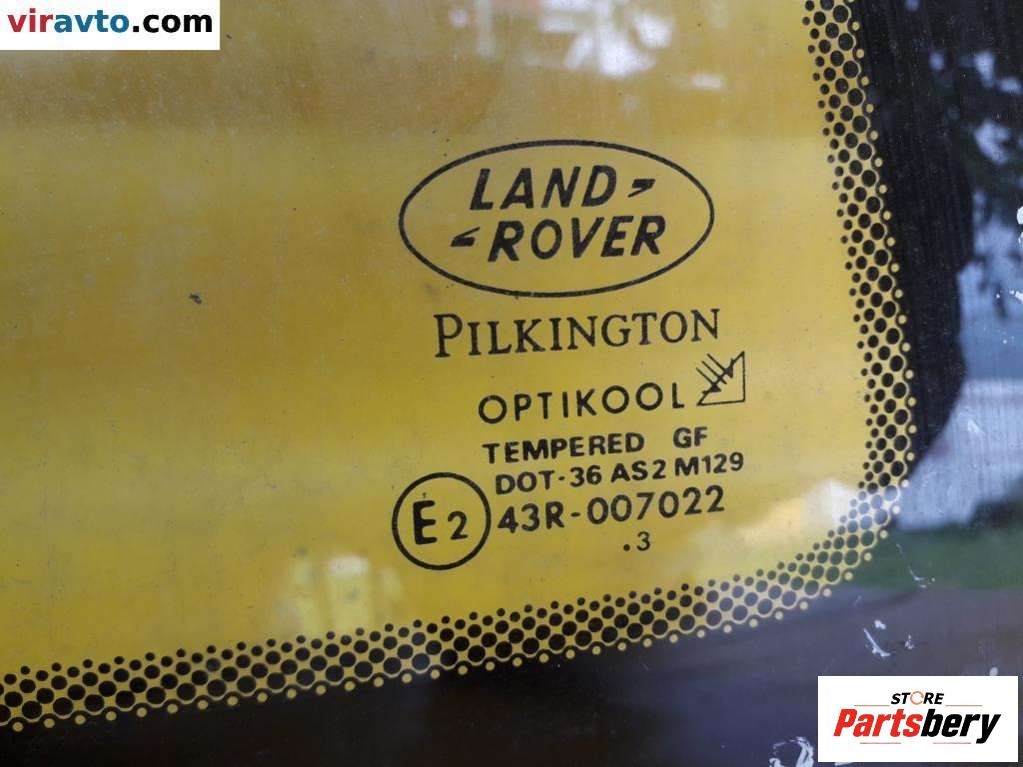 viravto.com
LAND
ROVER
PILKINGTON
OPTIKOOL
TEMPERED GF
DOT-36 AS2 M129
E2 43R-007022
.3
STORE
Partsbery